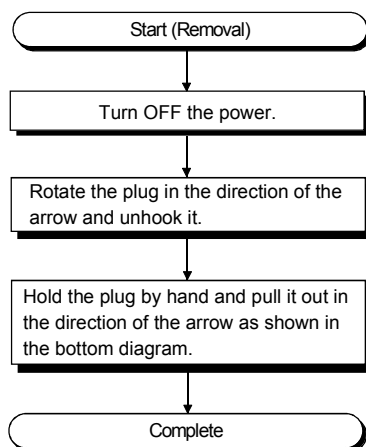 Start (Removal)
Turn OFF the power.
Rotate the plug in the direction of the
arrow and unhook it.
Hold the plug by hand and pull it out in
the direction of the arrow as shown in
the bottom diagram.
Complete